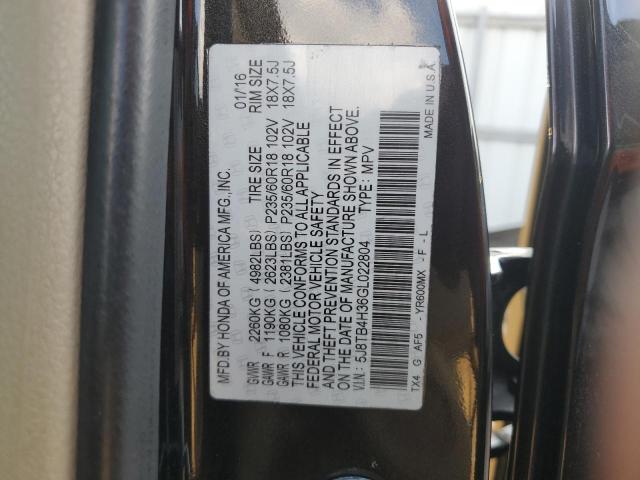 MFD.BY HONDA OF AMERICA MFG.,INC. 01/16
GVWR 2260KG (4982LBS) TIRE SIZE RIM SIZE
GAWR F 1190KG (2623LBS) P235/60R18 102V 18X7.5J
GAWR R 1080KG (2381LBS) P235/60R18 102V 18X7.5J
THIS VEHICLE CONFORMS TO ALL APPLICABLE
FEDERAL MOTOR VEHICLE SAFETY
AND THEFT PREVENTION STANDARDS IN EFFECT
ON THE DATE OF MANUFACTURE SHOWN ABOVE.
V.I.N.: 5J8TB4H36GL022804 TYPE: MPV
TX4 G AF5 - YR600MX - F - L MADE IN U.S.A.